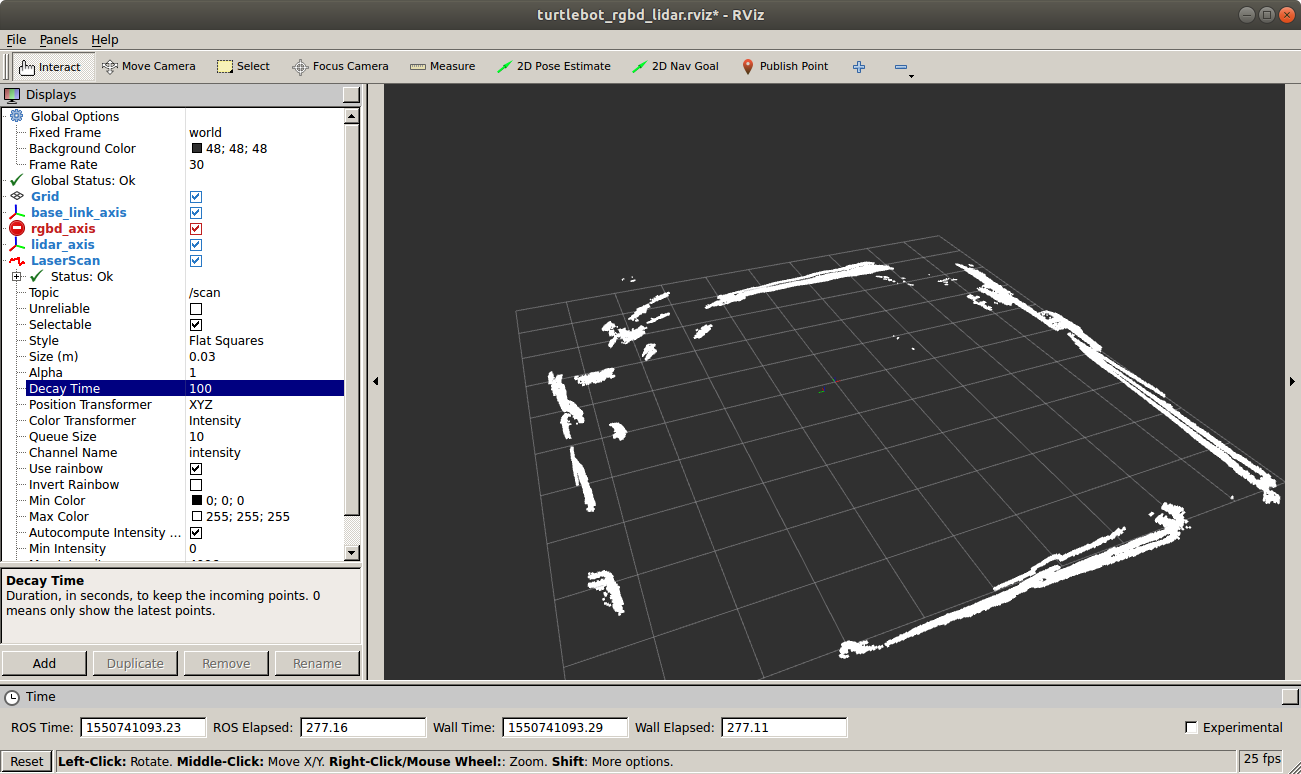 turtlebot_rgbd_lidar.rviz* - RViz
File Panels Help
Interact Move Camera Select Focus Camera Measure 2D Pose Estimate 2D Nav Goal Publish Point
Displays
Global Options
Fixed Frame world
Background Color 48; 48; 48
Frame Rate 30
Global Status: Ok
Grid
base_link_axis
rgbd_axis
lidar_axis
LaserScan
Status: Ok
Topic /scan
Unreliable
Selectable
Style Flat Squares
Size (m) 0.03
Alpha 1
Decay Time 100
Position Transformer XYZ
Color Transformer Intensity
Queue Size 10
Channel Name intensity
Use rainbow
Invert Rainbow
Min Color 0; 0; 0
Max Color 255; 255; 255
Autocompute Intensity ...
Min Intensity 0
Decay Time
Duration, in seconds, to keep the incoming points. 0
means only show the latest points.
Add Duplicate Remove Rename
Time
ROS Time: 1550741093.23 ROS Elapsed: 277.16 Wall Time: 1550741093.29 Wall Elapsed: 277.11 Experimental
Reset Left-Click: Rotate. Middle-Click: Move X/Y. Right-Click/Mouse Wheel:: Zoom. Shift: More options. 25 fps